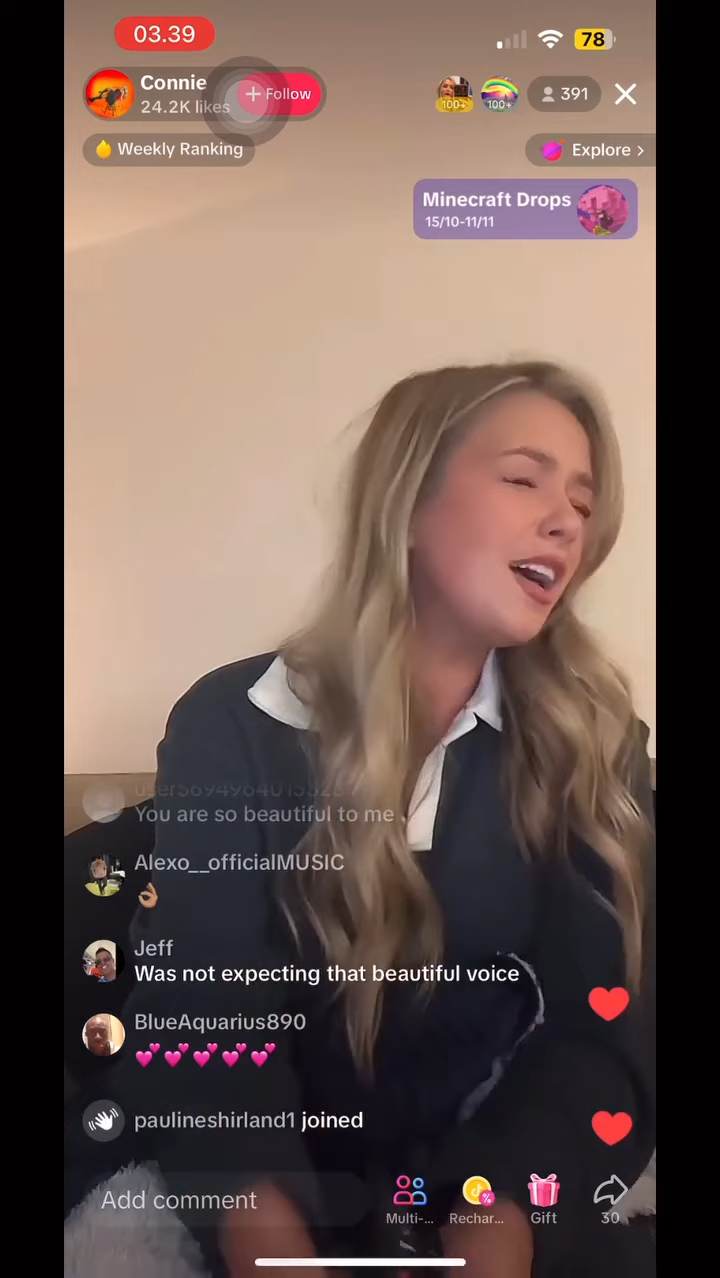 03.39
78
Connie
24.2K likes
+ Follow
100+
100+
391
Weekly Ranking
Explore >
Minecraft Drops
15/10-11/11
You are so beautiful to me
Alexo__officialMUSIC
👌🏽
Jeff
Was not expecting that beautiful voice
BlueAquarius890
💕💕💕💕💕
paulineshirland1 joined
Add comment
Multi-...
Rechar...
Gift
30